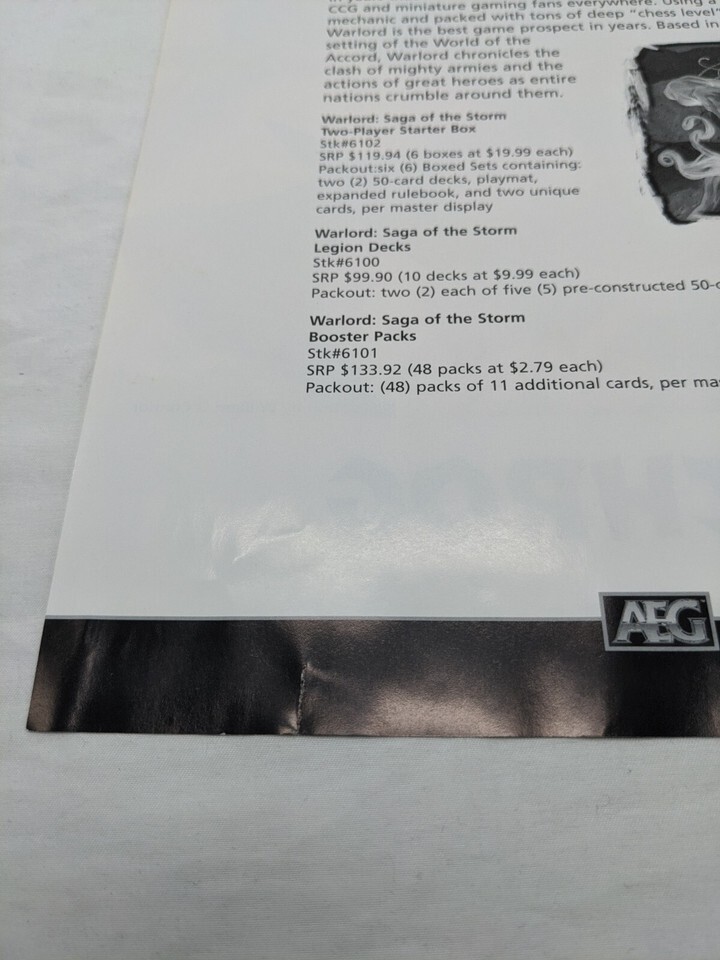 CCG and miniature gaming fans everywhere. Using a
mechanic and packed with tons of deep "chess level"
Warlord is the best game prospect in years. Based in
setting of the World of the
Accord, Warlord chronicles the
clash of mighty armies and the
actions of great heroes as entire
nations crumble around them.
Warlord: Saga of the Storm
Two-Player Starter Box
Stk#6102
SRP $119.94 (6 boxes at $19.99 each)
Packout:six (6) Boxed Sets containing:
two (2) 50-card decks, playmat,
expanded rulebook, and two unique
cards, per master display
Warlord: Saga of the Storm
Legion Decks
Stk#6100
SRP $99.90 (10 decks at $9.99 each)
Packout: two (2) each of five (5) pre-constructed 50-c
Warlord: Saga of the Storm
Booster Packs
Stk#6101
SRP $133.92 (48 packs at $2.79 each)
Packout: (48) packs of 11 additional cards, per ma
AEG